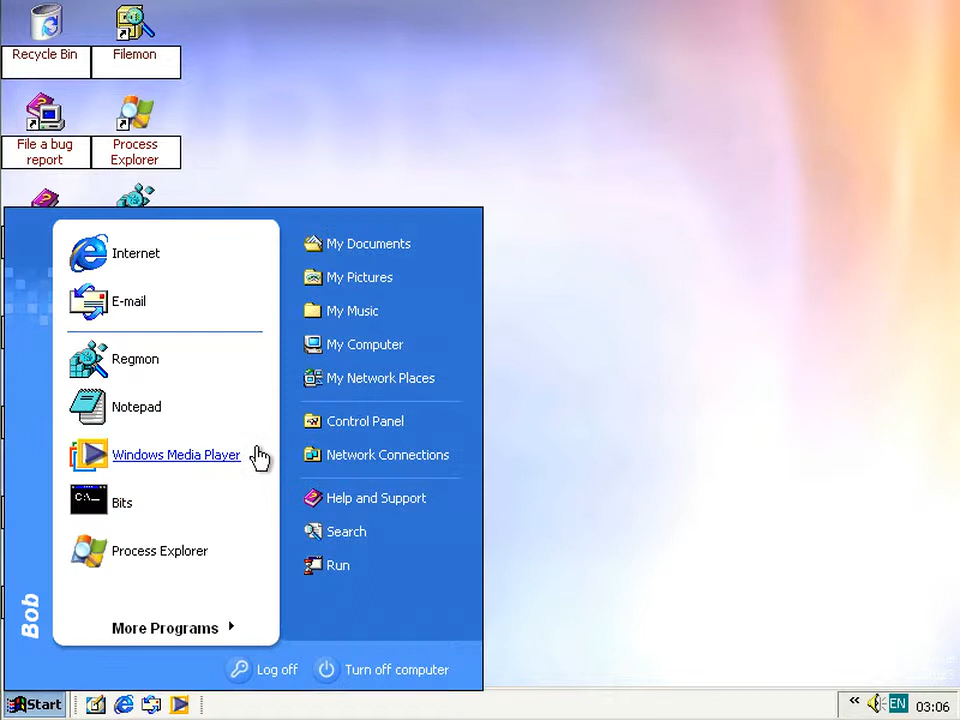 Recycle Bin
Filemon
File a bug
report
Process
Explorer
Internet
E-mail
Regmon
Notepad
Windows Media Player
C:\_
Bits
Process Explorer
More Programs
My Documents
My Pictures
My Music
My Computer
My Network Places
Control Panel
Network Connections
Help and Support
Search
Run
Bob
Log off
Turn off computer
Start
EN
03:06